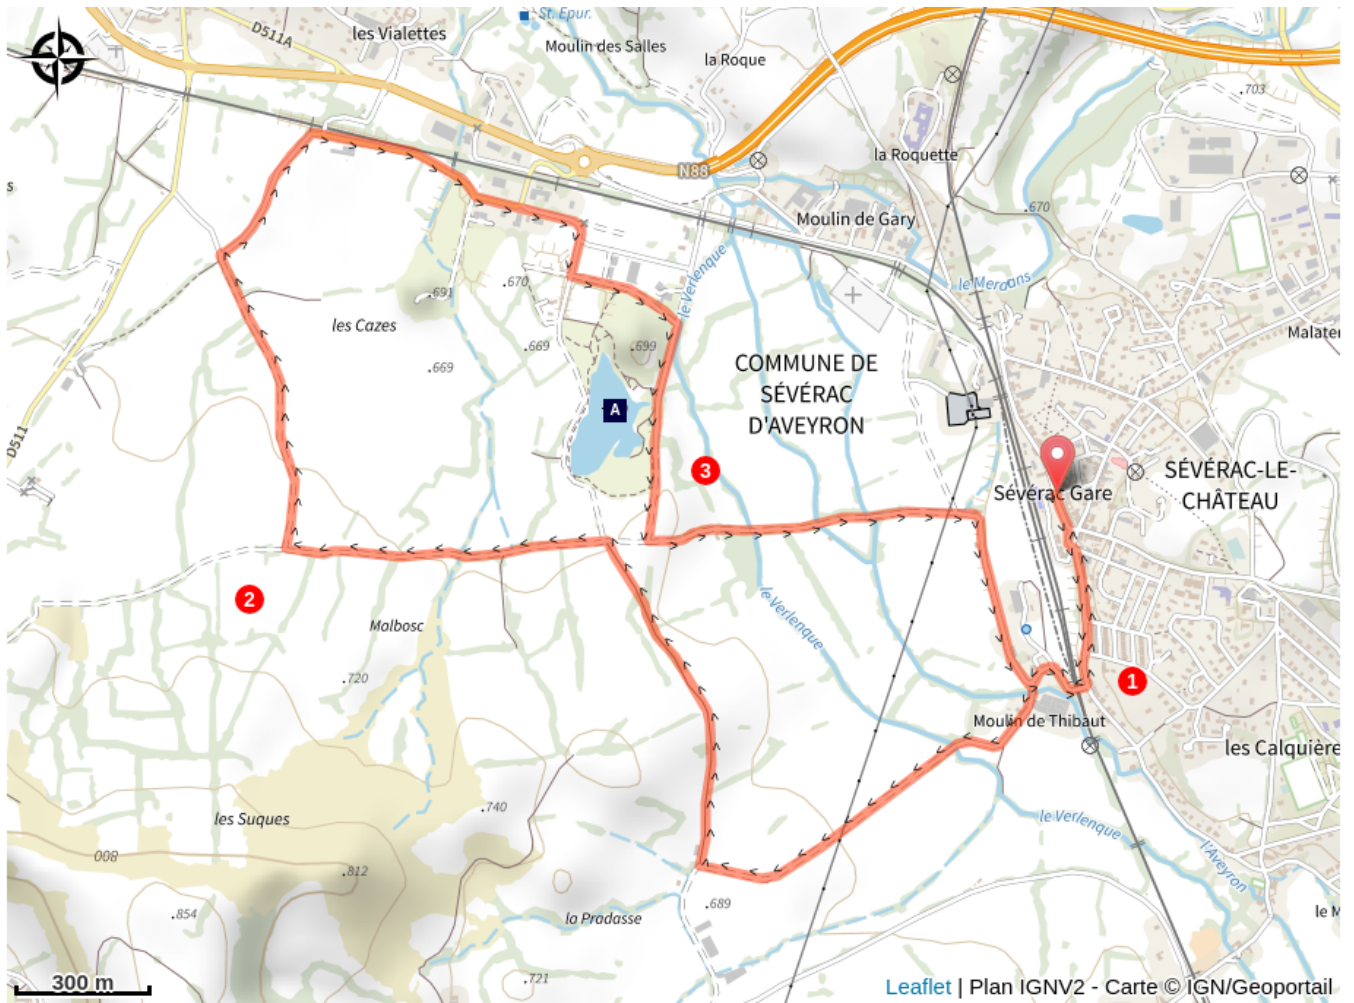 St. Epur.
D511A
les Vialettes
Moulin des Salles
la Roque
.703
la Roquette
N88
.670
Moulin de Gary
le Verlenque
.691
.670
les Cazes
.669
.699
.669
Malater
COMMUNE DE
SÉVÉRAC
D'AVEYRON
A
D511
3
SÉVÉRAC-LE-
CHÂTEAU
Sévérac Gare
2
le Verlenque
Malbosc
.720
1
Moulin de Thibaut
les Calquière
.740
les Suques
le Verlenque
l'Aveyron
800
.812
.854
.689
la Pradasse
le M
.721
300 m
Leaflet | Plan IGNV2 - Carte © IGN/Geoportail